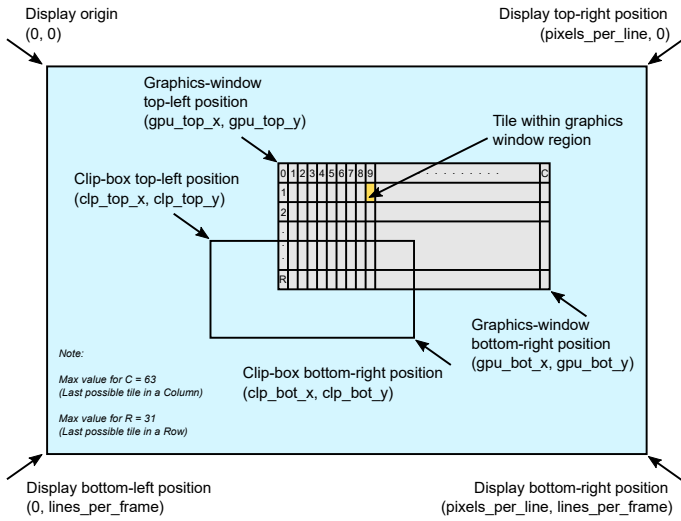 Display origin
(0, 0)
Display top-right position
(pixels_per_line, 0)
Graphics-window
top-left position
(gpu_top_x, gpu_top_y)
Tile within graphics
window region
Clip-box top-left position
(clp_top_x, clp_top_y)
0 1 2 3 4 5 6 7 8 9 . . . . . . . . . C
1
2
.
.
.
R
Graphics-window
bottom-right position
(gpu_bot_x, gpu_bot_y)
Clip-box bottom-right position
(clp_bot_x, clp_bot_y)
Note:
Max value for C = 63
(Last possible tile in a Column)
Max value for R = 31
(Last possible tile in a Row)
Display bottom-left position
(0, lines_per_frame)
Display bottom-right position
(pixels_per_line, lines_per_frame)